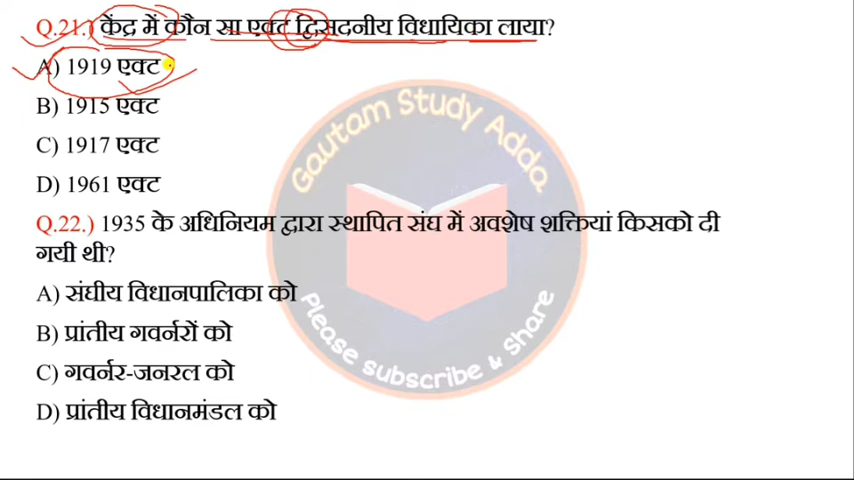 Q.21.) केंद्र में कौन सा एक्ट द्विसदनीय विधायिका लाया?
A) 1919 एक्ट
B) 1915 एक्ट
C) 1917 एक्ट
D) 1961 एक्ट
Q.22.) 1935 के अधिनियम द्वारा स्थापित संघ में अवशेष शक्तियां किसको दी
गयी थी?
A) संघीय विधानपालिका को
B) प्रांतीय गवर्नरों को
C) गवर्नर-जनरल को
D) प्रांतीय विधानमंडल को
Gautam Study Adda
Please subscribe & share